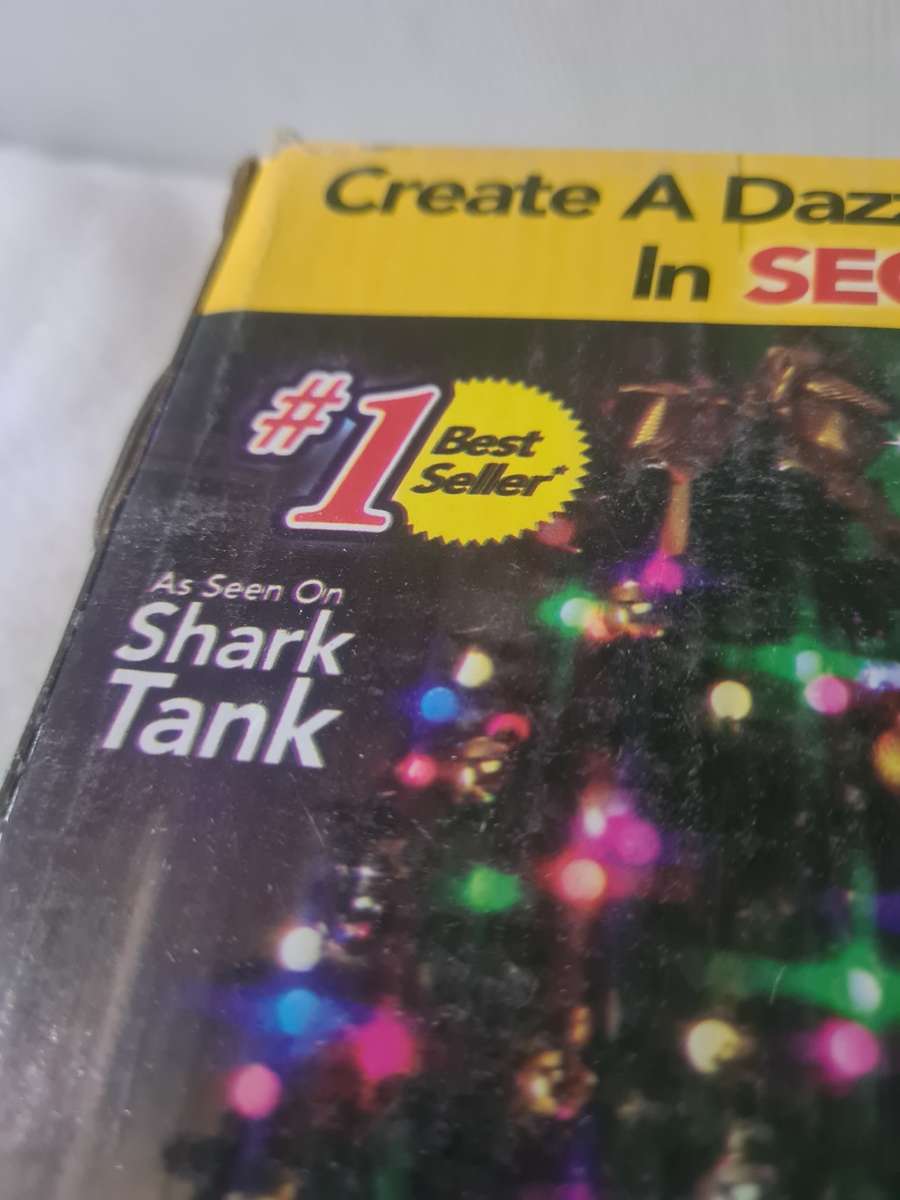 Create A Dazz
In SEC
#1 Best
Seller*
As Seen On
Shark
Tank